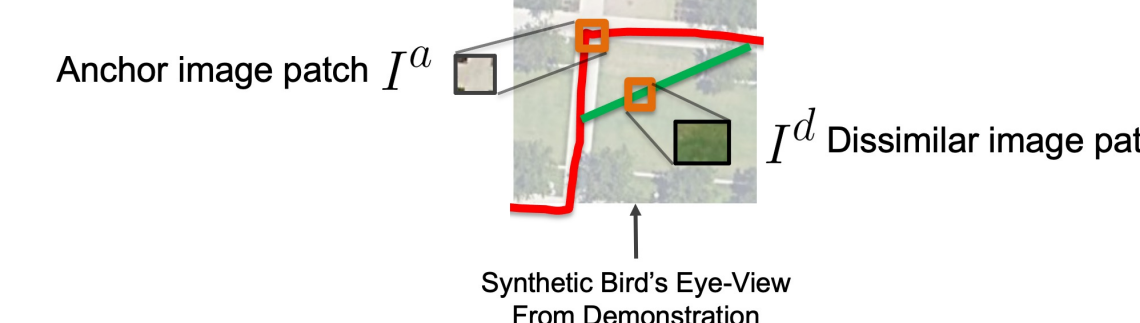 Anchor image patch I^a
I^d Dissimilar image pat
Synthetic Bird's Eye-View
From Demonstration